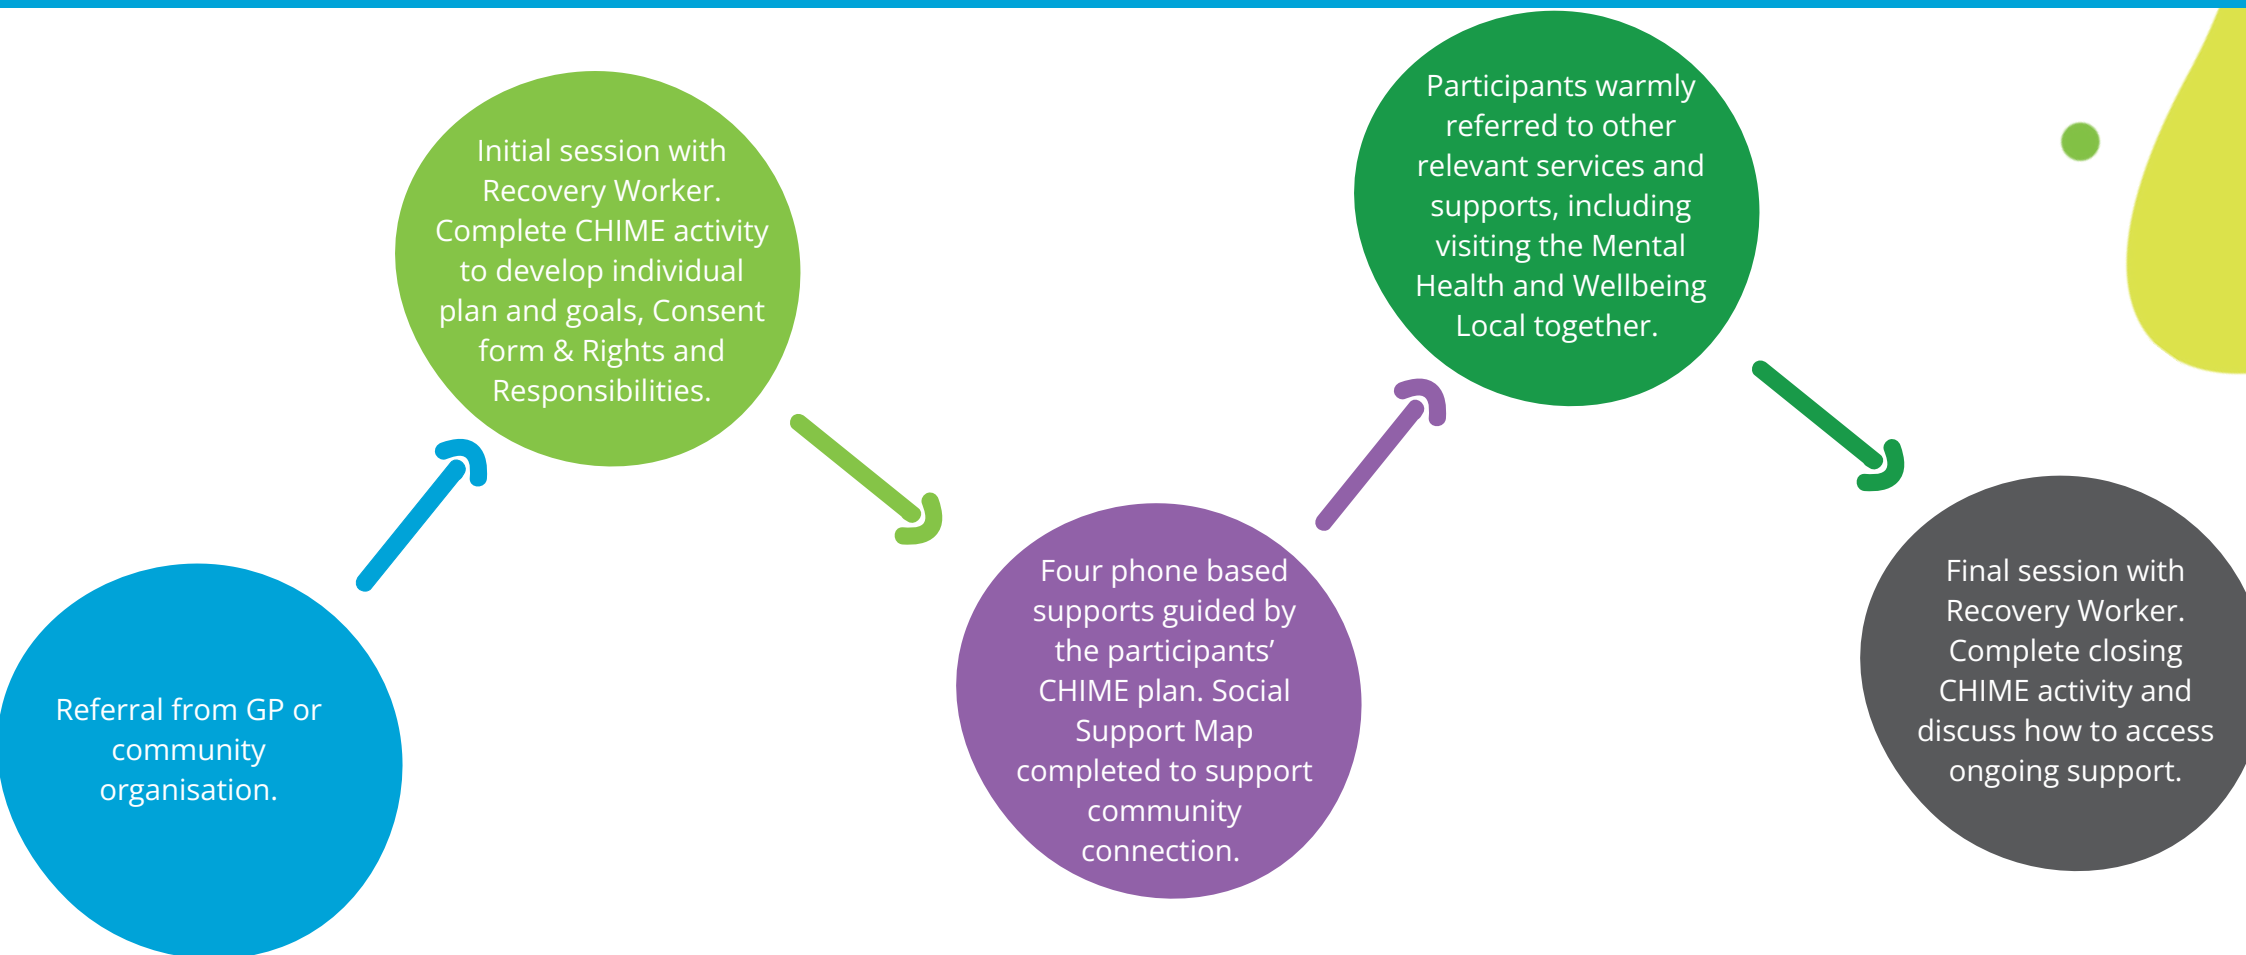 Referral from GP or
community
organisation.
Initial session with
Recovery Worker.
Complete CHIME activity
to develop individual
plan and goals, Consent
form & Rights and
Responsibilities.
Four phone based
supports guided by
the participants’
CHIME plan. Social
Support Map
completed to support
community
connection.
Participants warmly
referred to other
relevant services and
supports, including
visiting the Mental
Health and Wellbeing
Local together.
Final session with
Recovery Worker.
Complete closing
CHIME activity and
discuss how to access
ongoing support.